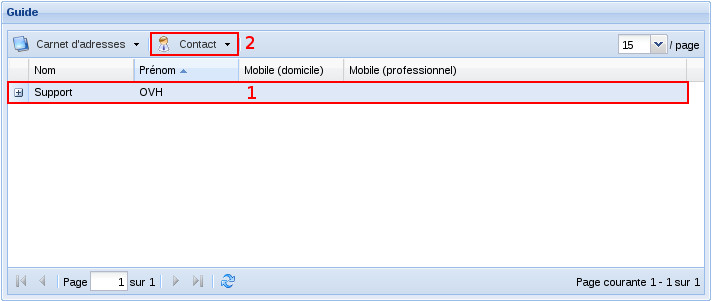 Guide
Carnet d'adresses Contact 2 15 / page
Nom Prénom Mobile (domicile) Mobile (professionnel)
Support OVH 1
Page 1 sur 1 Page courante 1 - 1 sur 1